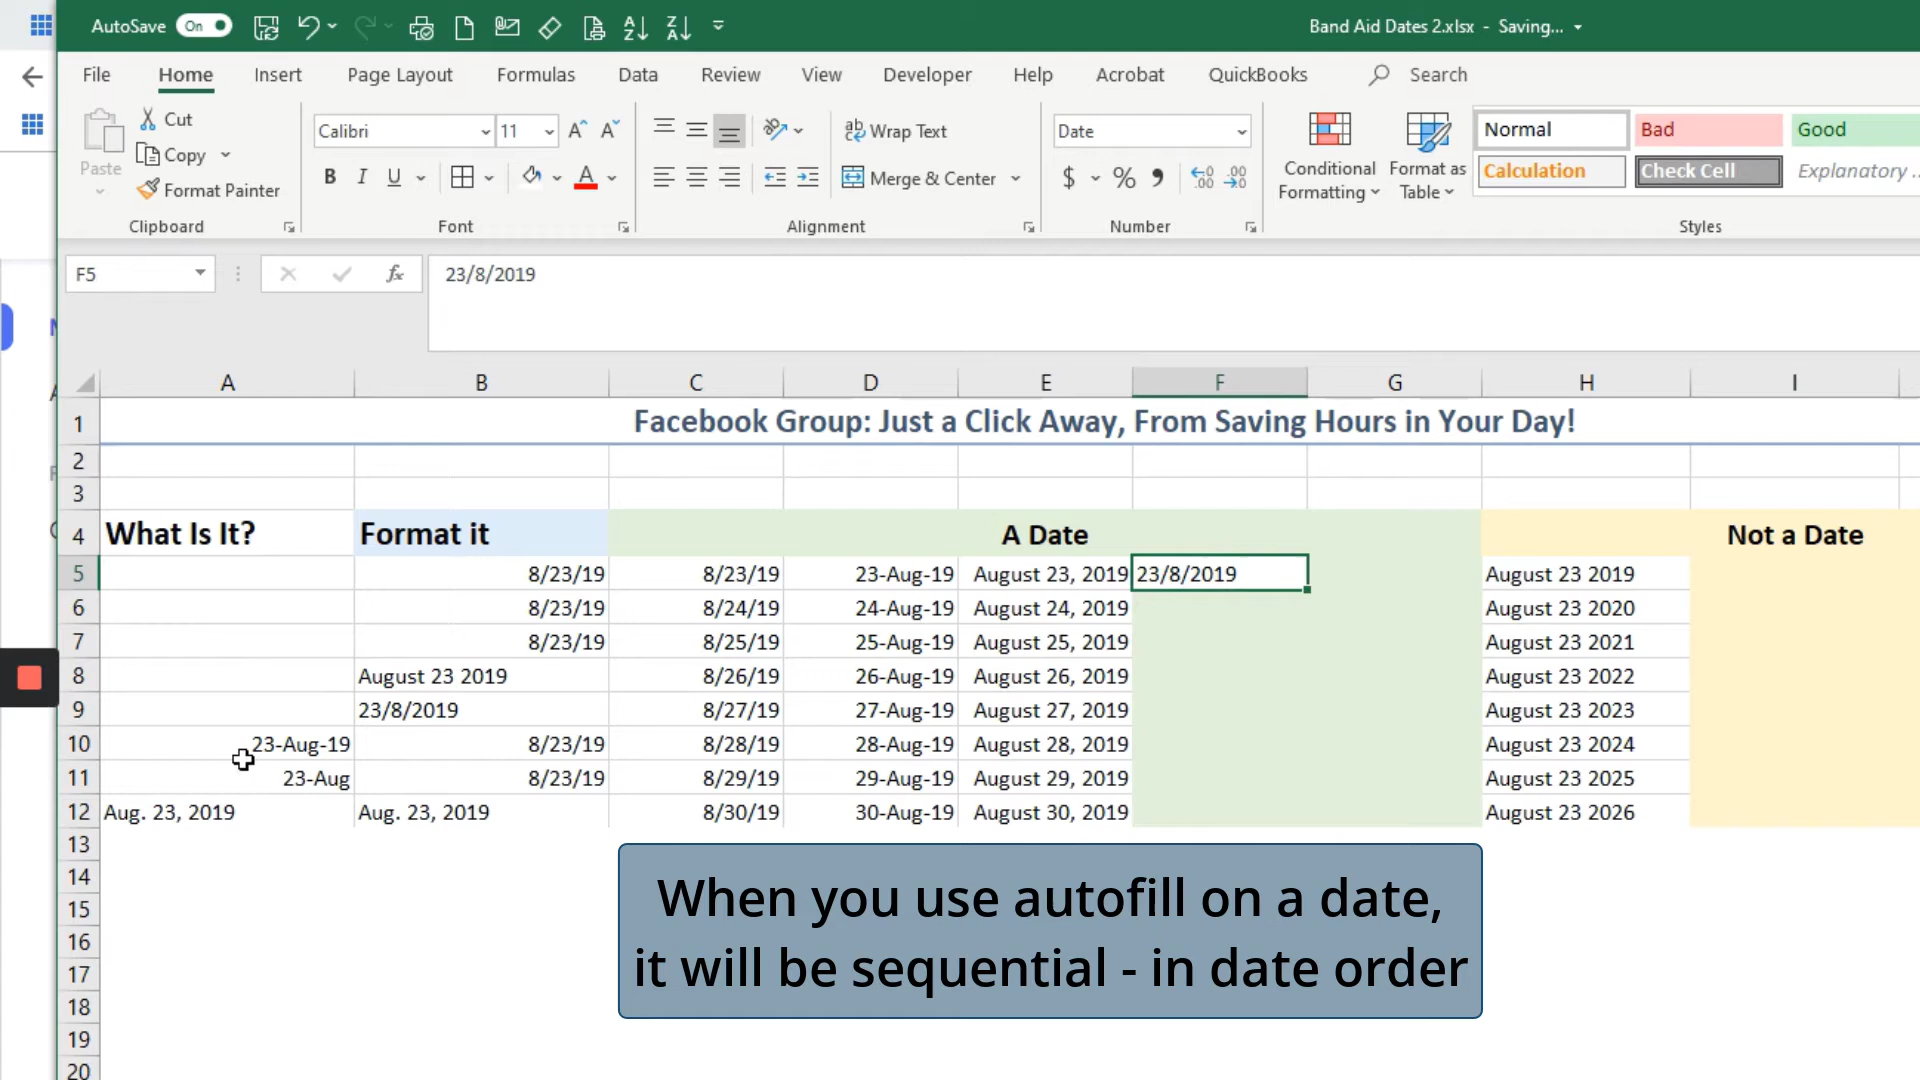 AutoSave On Band Aid Dates 2.xlsx - Saving...
File Home Insert Page Layout Formulas Data Review View Developer Help Acrobat QuickBooks Search
Paste
Cut
Copy
Format Painter
Clipboard
Calibri 11
B I U
Font
Wrap Text
Merge & Center
Alignment
Date
$ % 
Number
Conditional Formatting
Format as Table
Normal Bad Good
Calculation Check Cell Explanatory ...
Styles
F5 fx 23/8/2019
A B C D E F G H I
1 Facebook Group: Just a Click Away, From Saving Hours in Your Day!
2
3
4 What Is It? Format it A Date Not a Date
5 8/23/19 8/23/19 23-Aug-19 August 23, 2019 23/8/2019 August 23 2019
6 8/23/19 8/24/19 24-Aug-19 August 24, 2019 August 23 2020
7 8/23/19 8/25/19 25-Aug-19 August 25, 2019 August 23 2021
8 August 23 2019 8/26/19 26-Aug-19 August 26, 2019 August 23 2022
9 23/8/2019 8/27/19 27-Aug-19 August 27, 2019 August 23 2023
10 23-Aug-19 8/23/19 8/28/19 28-Aug-19 August 28, 2019 August 23 2024
11 23-Aug 8/23/19 8/29/19 29-Aug-19 August 29, 2019 August 23 2025
12 Aug. 23, 2019 Aug. 23, 2019 8/30/19 30-Aug-19 August 30, 2019 August 23 2026
13
14
15
16
17
18
19
20
When you use autofill on a date,
it will be sequential - in date order